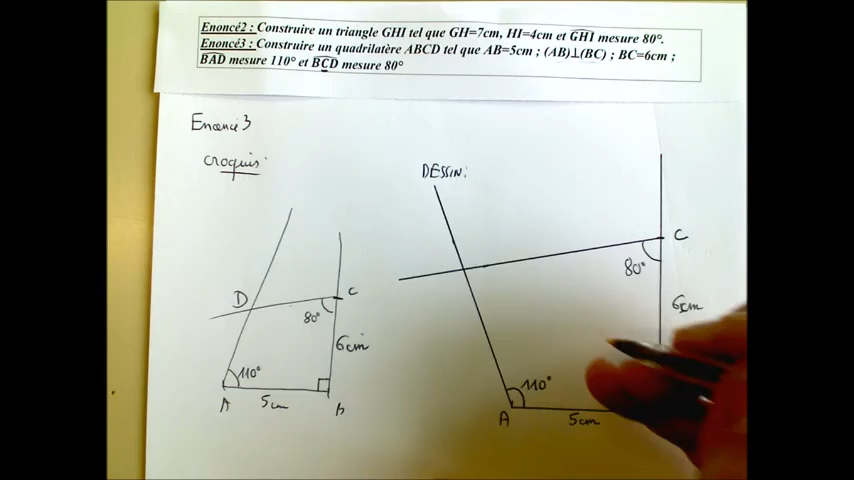 Enoncé2 : Construire un triangle GHI tel que GH=7cm, HI=4cm et GHI mesure 80°.
Enoncé3 : Construire un quadrilatère ABCD tel que AB=5cm ; (AB)⊥(BC) ; BC=6cm ;
BAD mesure 110° et BCD mesure 80°
Enoncé 3
croquis:
DESSIN:
C
80°
6cm
D
C
80°
6cm
110°
A
5cm
B
110°
A
5cm